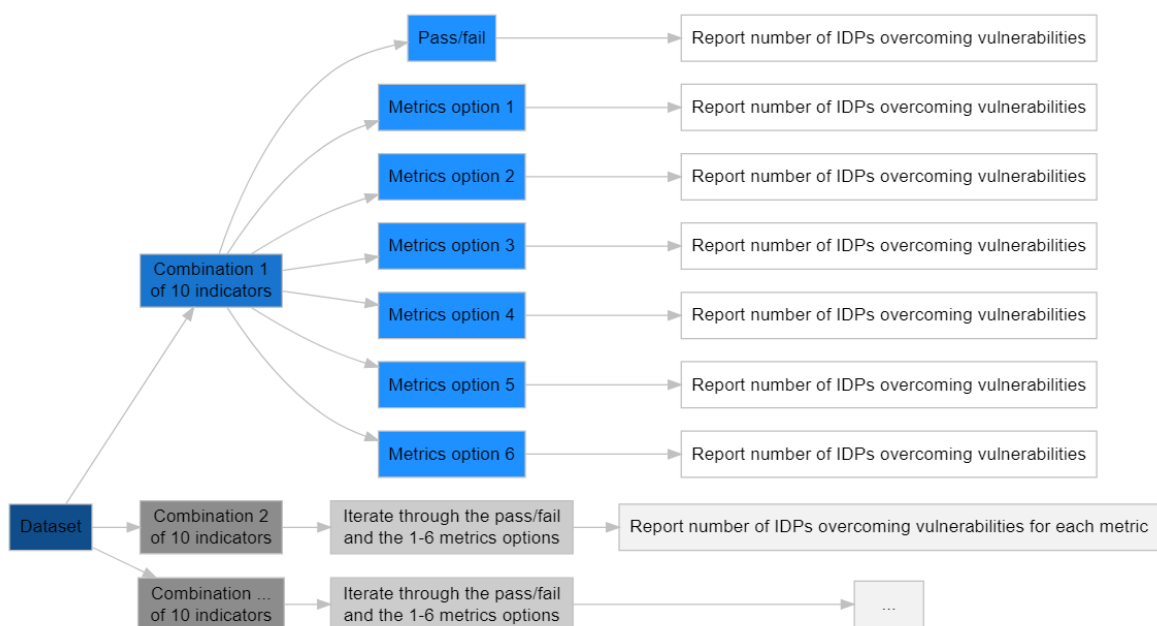 Pass/fail
Report number of IDPs overcoming vulnerabilities
Metrics option 1
Report number of IDPs overcoming vulnerabilities
Metrics option 2
Report number of IDPs overcoming vulnerabilities
Metrics option 3
Report number of IDPs overcoming vulnerabilities
Combination 1
of 10 indicators
Metrics option 4
Report number of IDPs overcoming vulnerabilities
Metrics option 5
Report number of IDPs overcoming vulnerabilities
Metrics option 6
Report number of IDPs overcoming vulnerabilities
Dataset
Combination 2
of 10 indicators
Iterate through the pass/fail
and the 1-6 metrics options
Report number of IDPs overcoming vulnerabilities for each metric
Combination ...
of 10 indicators
Iterate through the pass/fail
and the 1-6 metrics options
...